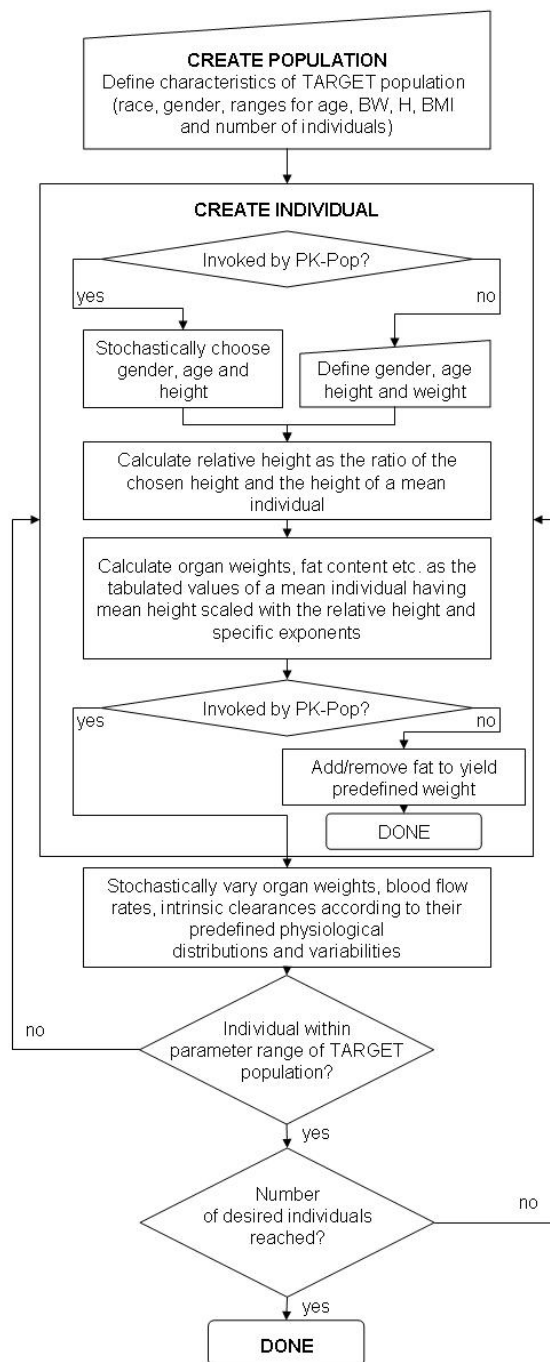 CREATE POPULATION
Define characteristics of TARGET population
(race, gender, ranges for age, BW, H, BMI
and number of individuals)
CREATE INDIVIDUAL
Invoked by PK-Pop?
yes
no
Stochastically choose
gender, age and
height
Define gender, age
height and weight
Calculate relative height as the ratio of the
chosen height and the height of a mean
individual
Calculate organ weights, fat content etc. as the
tabulated values of a mean individual having
mean height scaled with the relative height and
specific exponents
Invoked by PK-Pop?
yes
no
Add/remove fat to yield
predefined weight
DONE
Stochastically vary organ weights, blood flow
rates, intrinsic clearances according to their
predefined physiological
distributions and variabilities
no
Individual within
parameter range of TARGET
population?
yes
Number
of desired individuals
reached?
no
yes
DONE